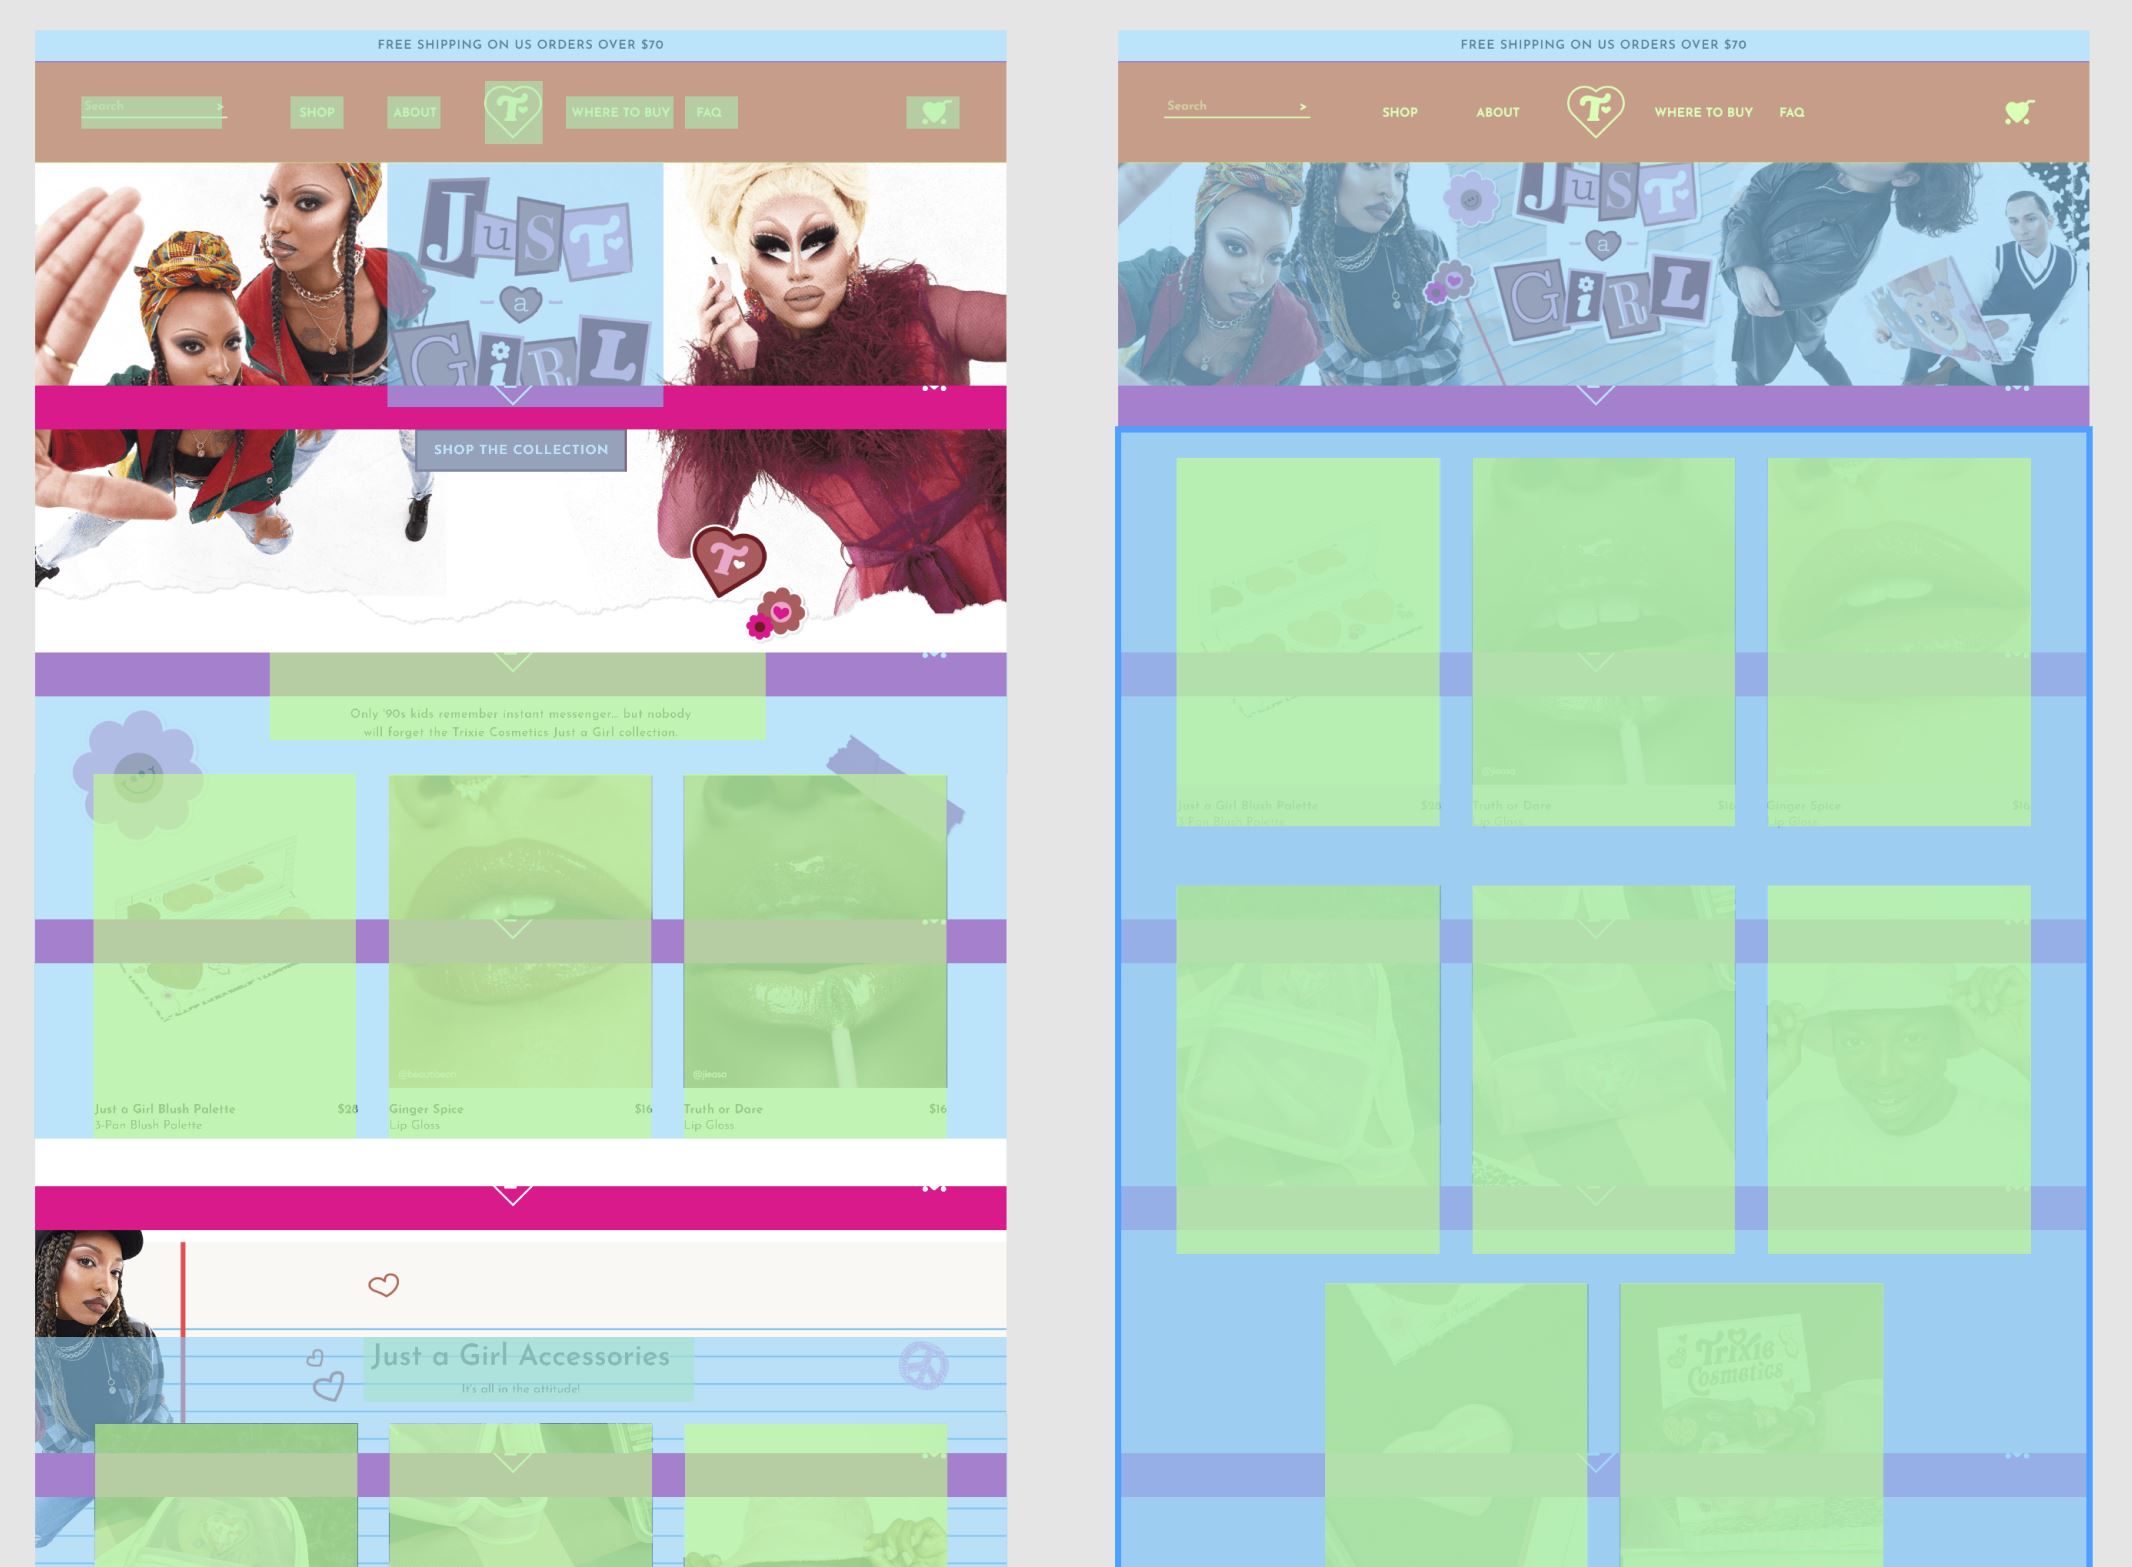 FREE SHIPPING ON US ORDERS OVER $70
Search >
SHOP
ABOUT
T
WHERE TO BUY
FAQ
JuST
a
GiRL
SHOP THE COLLECTION
T
Only '90s kids remember instant messenger... but nobody
will forget the Trixie Cosmetics Just a Girl collection.
@beautibean
@jleasa
Just a Girl Blush Palette $28
3-Pan Blush Palette
Ginger Spice $16
Lip Gloss
Truth or Dare $16
Lip Gloss
Just a Girl Accessories
It's all in the attitude!
FREE SHIPPING ON US ORDERS OVER $70
Search >
SHOP
ABOUT
T
WHERE TO BUY
FAQ
JuST
a
GiRL
@jleasa
Just a Girl Blush Palette $28
3-Pan Blush Palette
Truth or Dare $16
Lip Gloss
Ginger Spice $16
Lip Gloss
Trixie
Cosmetics